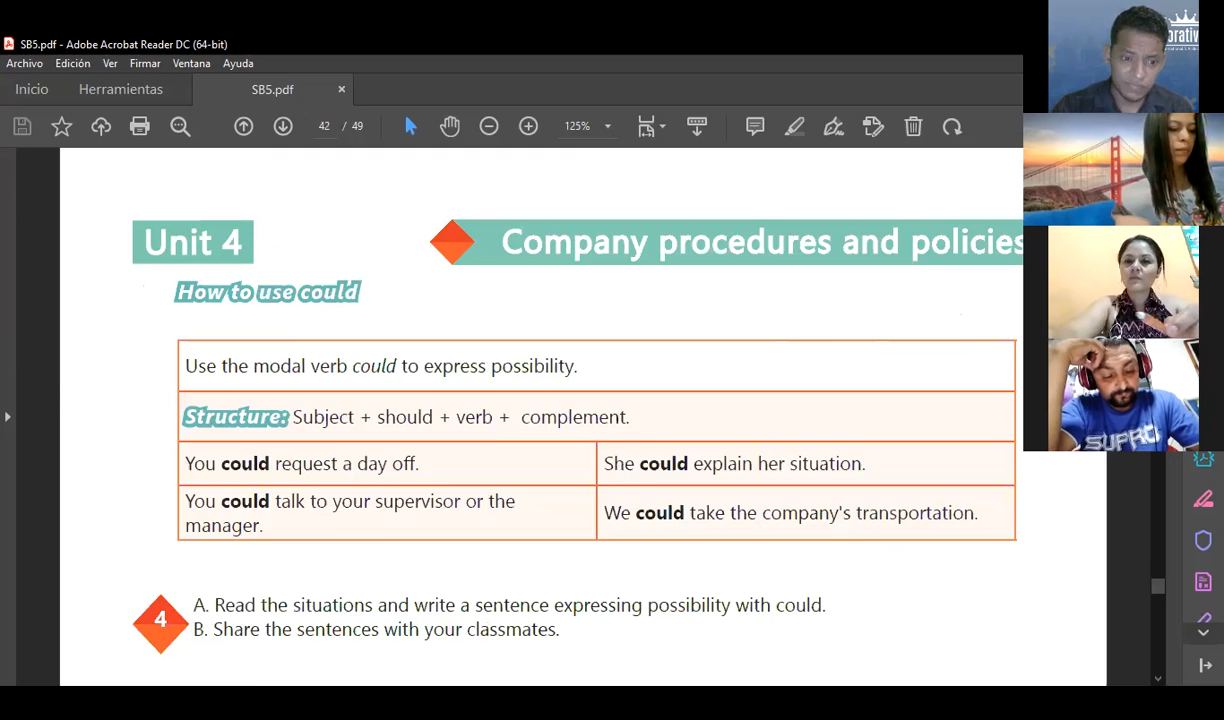 SB5.pdf - Adobe Acrobat Reader DC (64-bit)
Archivo Edición Ver Firmar Ventana Ayuda
Inicio Herramientas SB5.pdf ×
42 / 49 125%
Unit 4 Company procedures and policies
How to use could
Use the modal verb could to express possibility.
Structure: Subject + should + verb + complement.
You could request a day off. She could explain her situation.
You could talk to your supervisor or the
manager.
We could take the company's transportation.
4
A. Read the situations and write a sentence expressing possibility with could.
B. Share the sentences with your classmates.